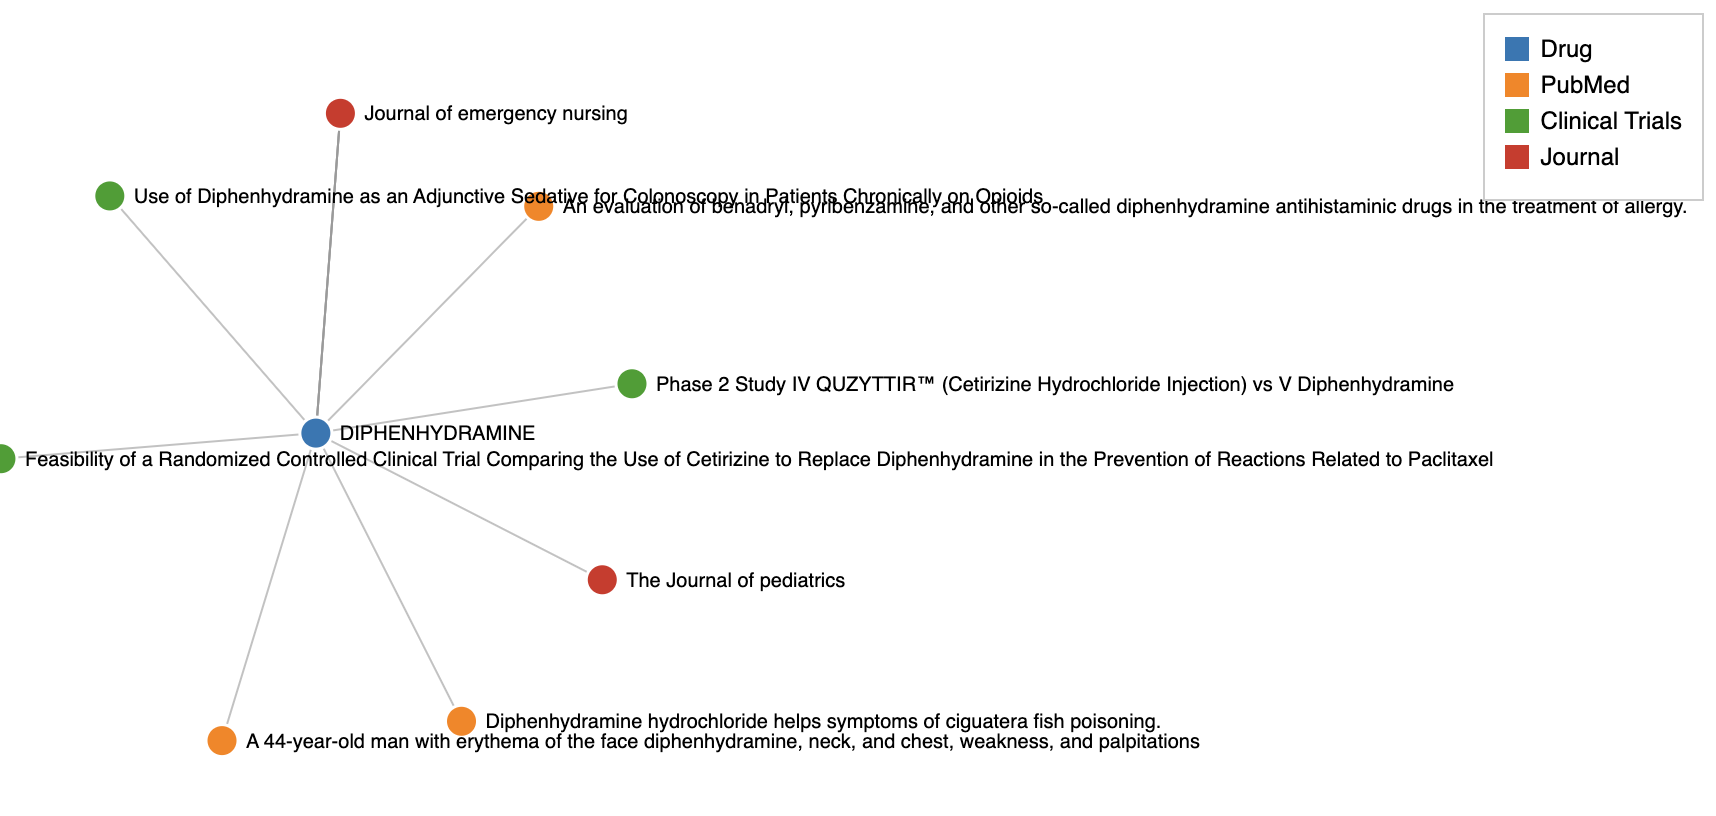 Drug
PubMed
Clinical Trials
Journal
Journal of emergency nursing
Use of Diphenhydramine as an Adjunctive Sedative for Colonoscopy in Patients Chronically on Opioids
An evaluation of benadryl, pyribenzamine, and other so-called diphenhydramine antihistaminic drugs in the treatment of allergy.
Phase 2 Study IV QUZYTTIR™ (Cetirizine Hydrochloride Injection) vs V Diphenhydramine
DIPHENHYDRAMINE
Feasibility of a Randomized Controlled Clinical Trial Comparing the Use of Cetirizine to Replace Diphenhydramine in the Prevention of Reactions Related to Paclitaxel
The Journal of pediatrics
Diphenhydramine hydrochloride helps symptoms of ciguatera fish poisoning.
A 44-year-old man with erythema of the face diphenhydramine, neck, and chest, weakness, and palpitations